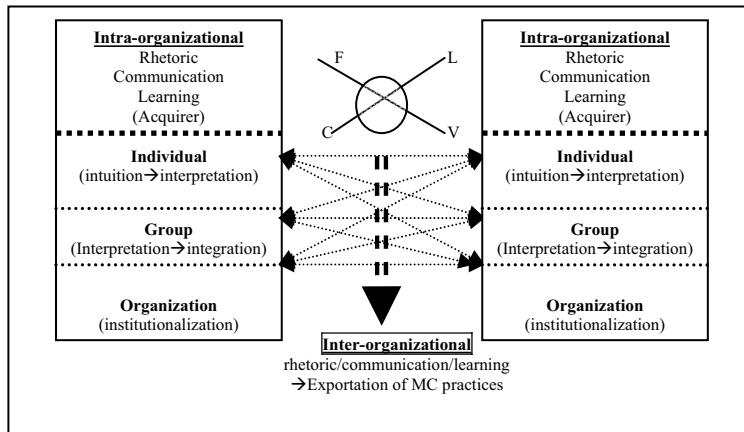 Intra-organizational
Rhetoric
Communication
Learning
(Acquirer)
Individual
(intuition→interpretation)
Group
(Interpretation→integration)
Organization
(institutionalization)
F
L
C
V
Inter-organizational
rhetoric/communication/learning
→Exportation of MC practices
Intra-organizational
Rhetoric
Communication
Learning
(Acquirer)
Individual
(intuition→interpretation)
Group
(Interpretation→integration)
Organization
(institutionalization)